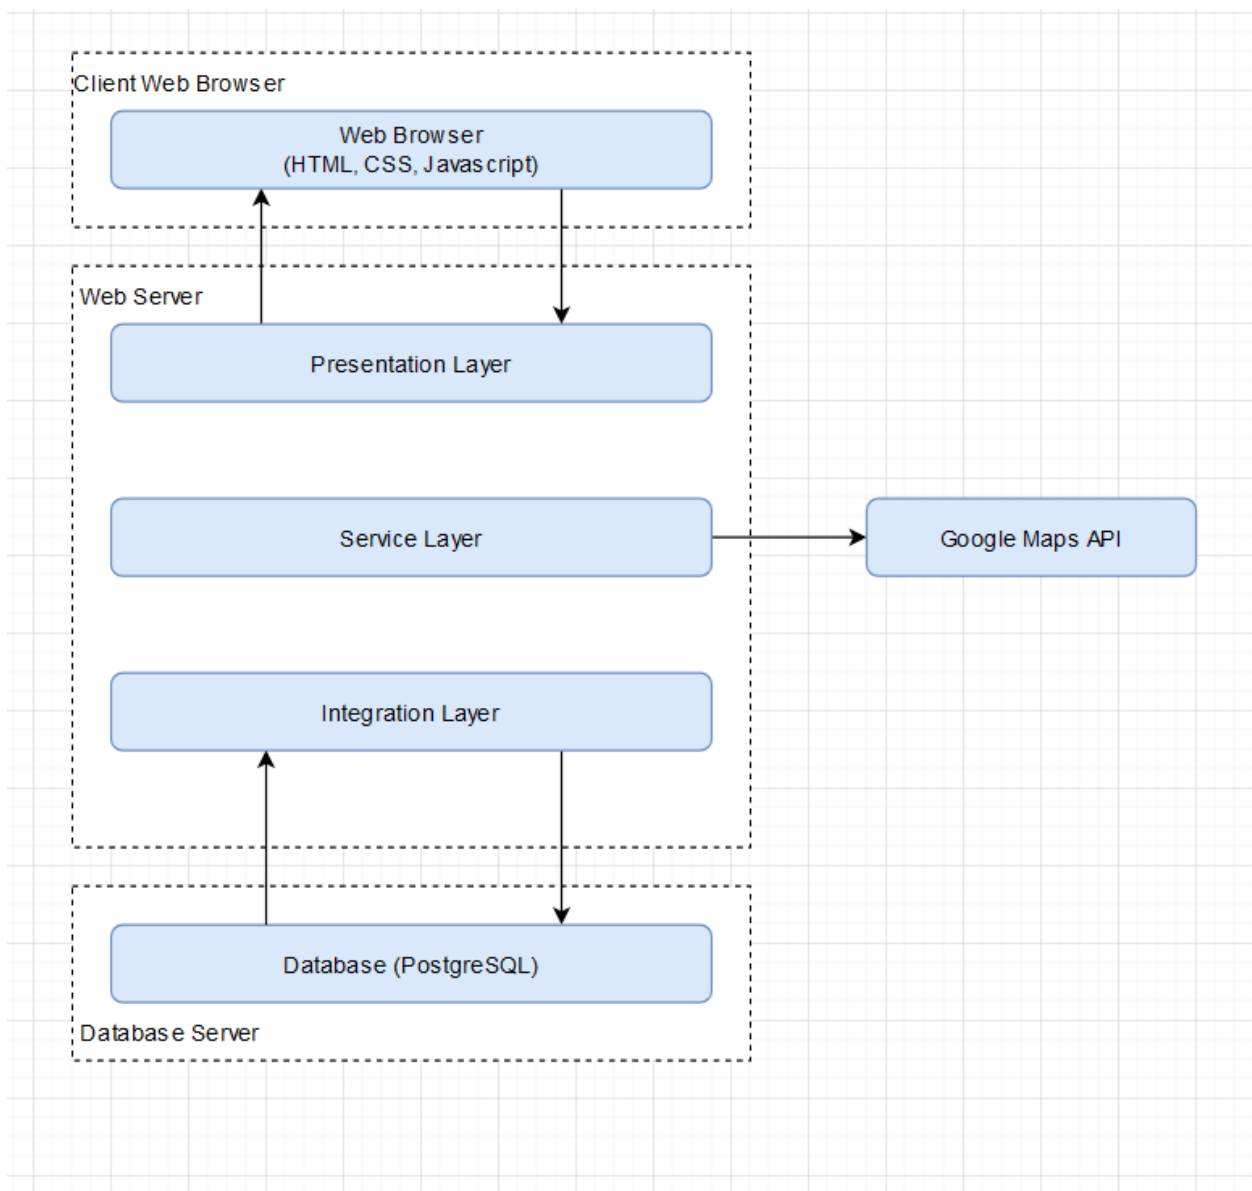 Client Web Browser
Web Browser
(HTML, CSS, Javascript)
Web Server
Presentation Layer
Service Layer
Google Maps API
Integration Layer
Database (PostgreSQL)
Database Server